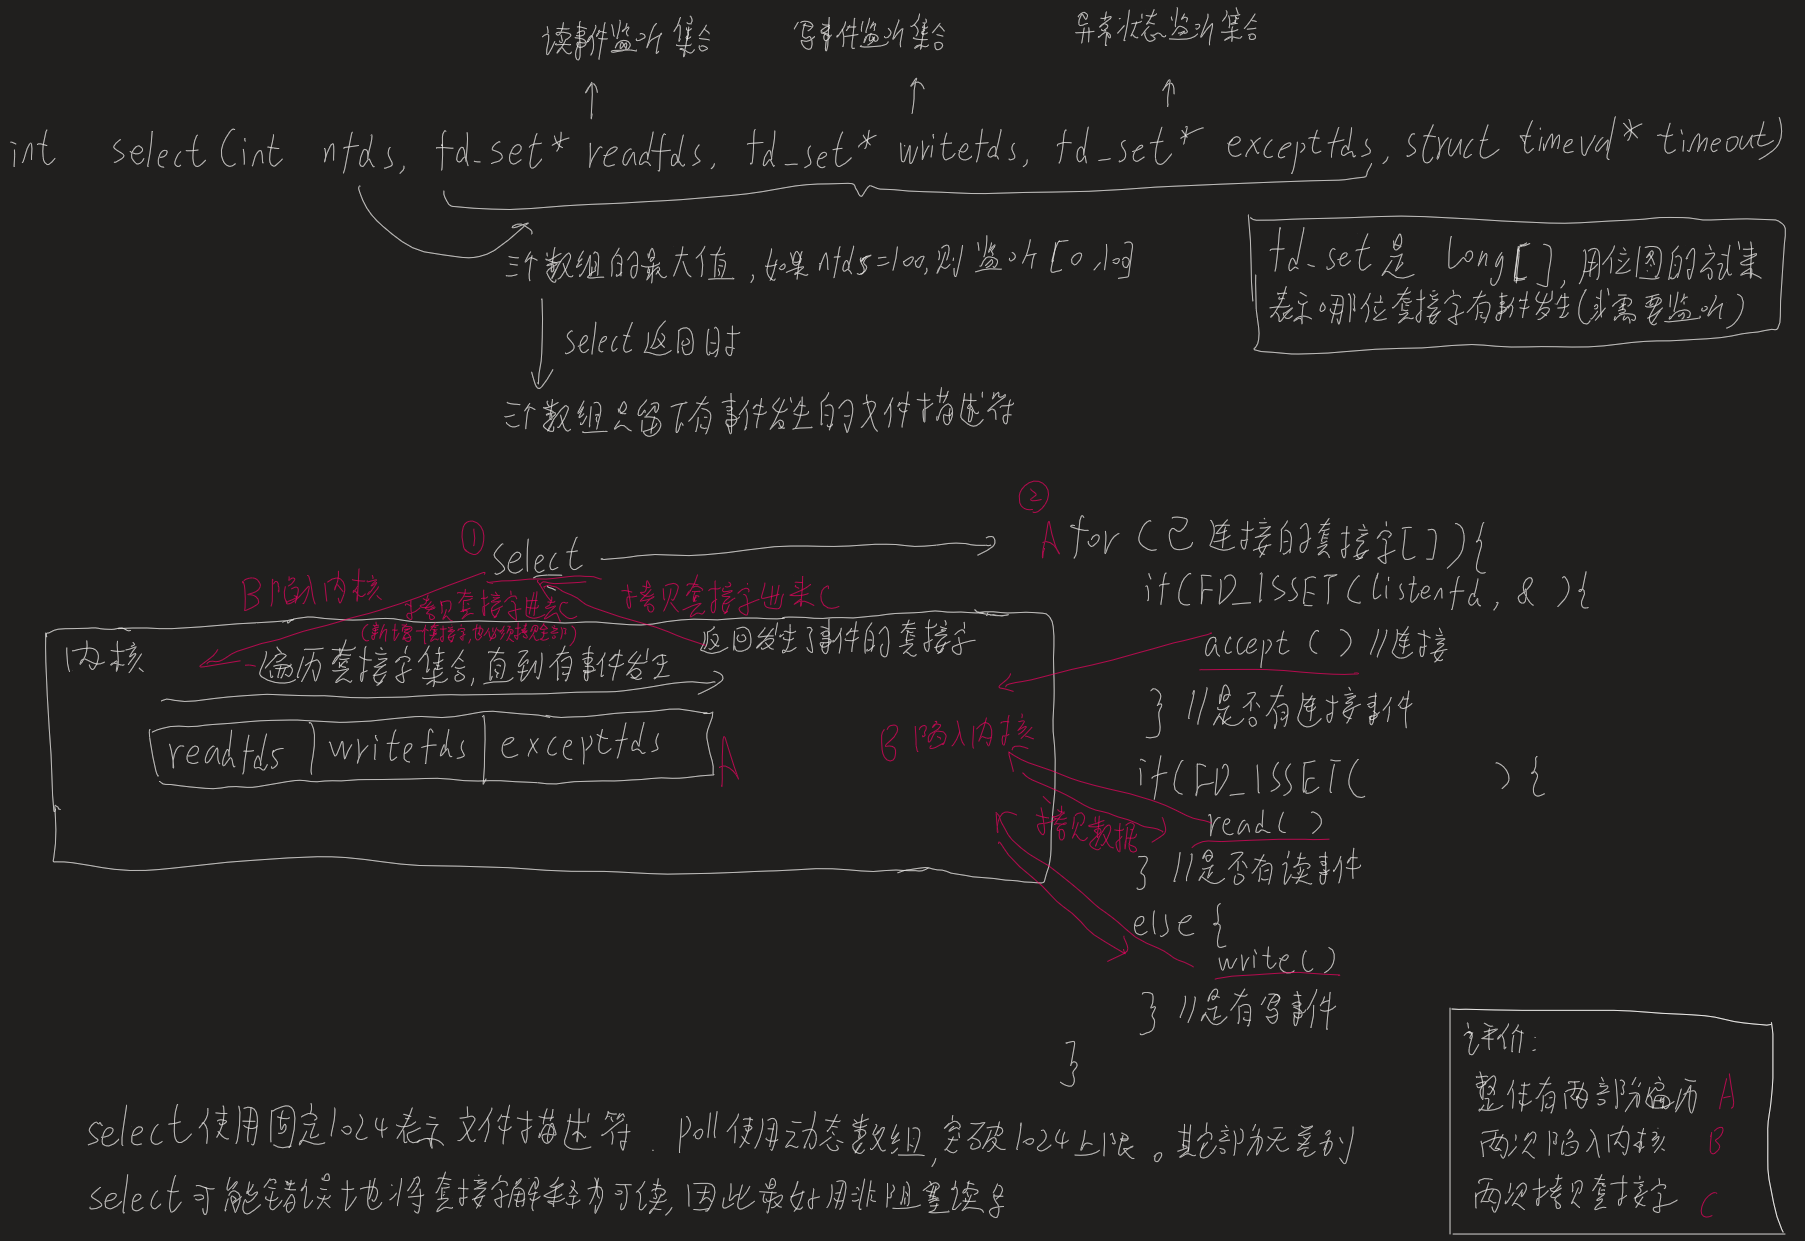 读事件监听集合
写事件监听集合
异常状态监听集合
int select(int nfds, fd_set* readfds, fd_set* writefds, fd_set* exceptfds, struct timeval* timeout)
三个数组的最大值,如果nfds=100,则监听[0,100]
fd_set是 long[],用位图的方式来
表示哪位套接字有事件发生(或需要监听)
select返回时
三个数组只留下有事件发生的文件描述符
①
select
②
A
for (已连接的套接字[]){
if(FD_ISSET(listenfd, & ){
accept() //连接
} //是否有连接事件
if(FD_ISSET( ) {
read()
} //是否有读事件
else {
write()
} //是有写事件
}
B陷入内核
拷贝套接字进来C
(新增一个套接字,也必须拷贝全部)
拷贝套接字出来C
内核
遍历套接字集合,直到有事件发生
返回发生了事件的套接字
readfds writefds exceptfds
A
B 陷入内核
拷贝数据
select使用固定1024表示文件描述符. poll使用动态数组,突破1024上限。其它部分无差别
select可能错误地将套接字解释为可读,因此最好用非阻塞读写
评价:
整体有两部分遍历 A
两次陷入内核 B
两次拷贝套接字 C